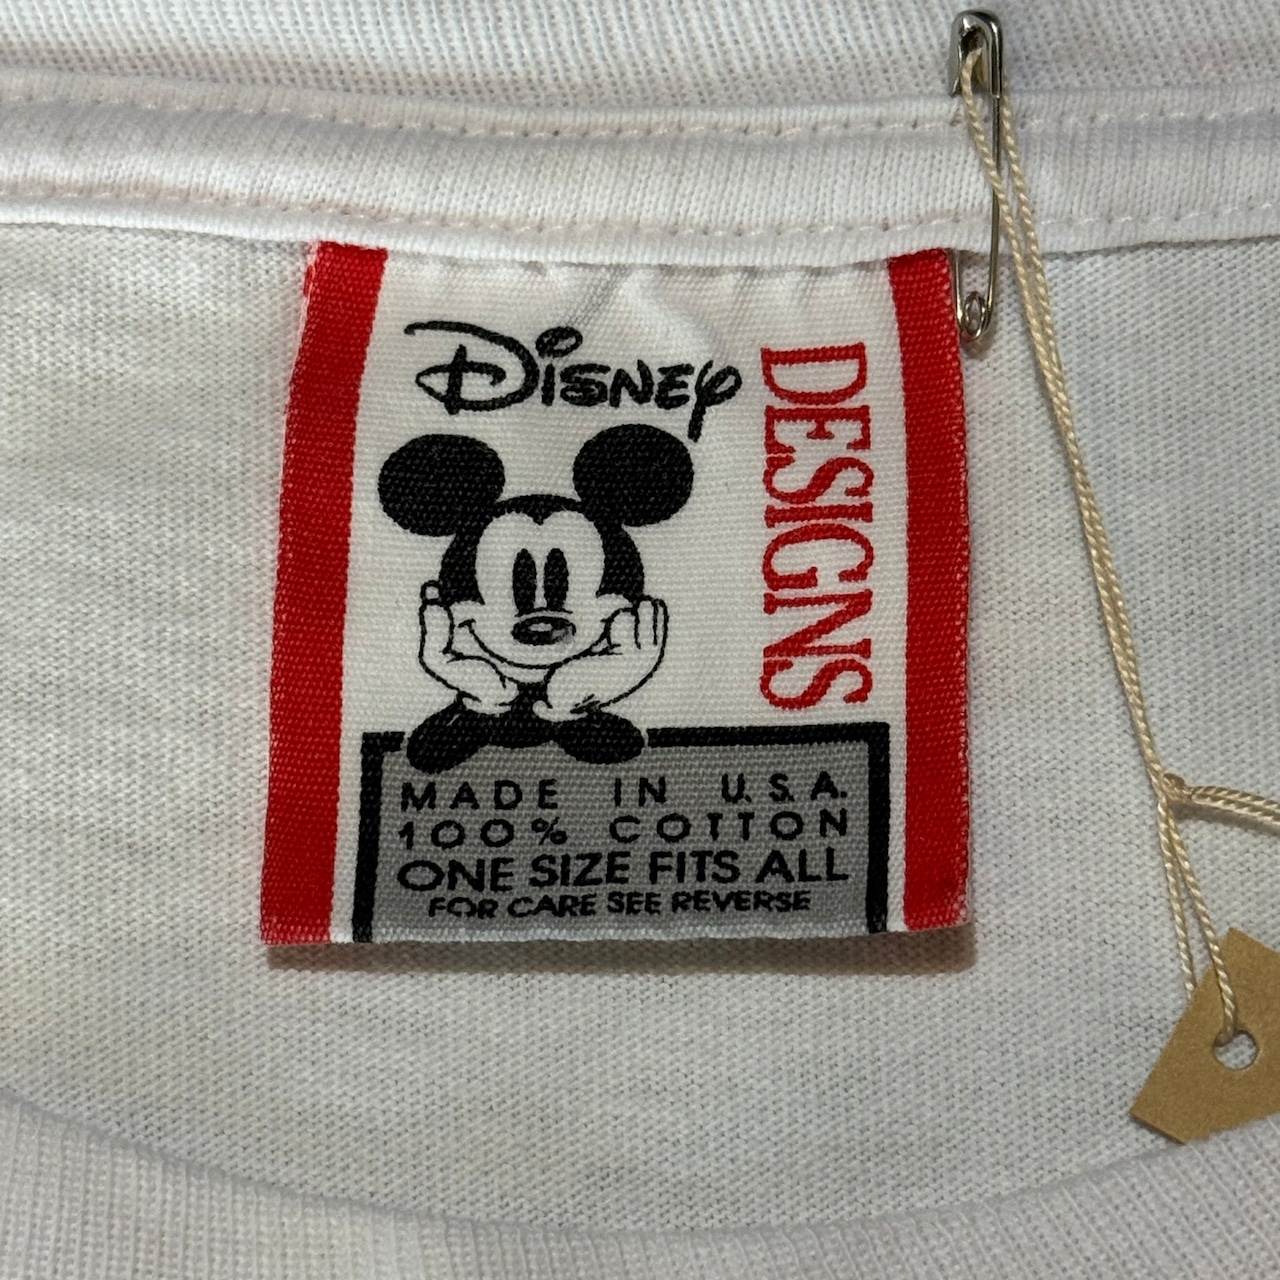 Disney
DESIGNS
MADE IN U.S.A.
100% COTTON
ONE SIZE FITS ALL
FOR CARE SEE REVERSE